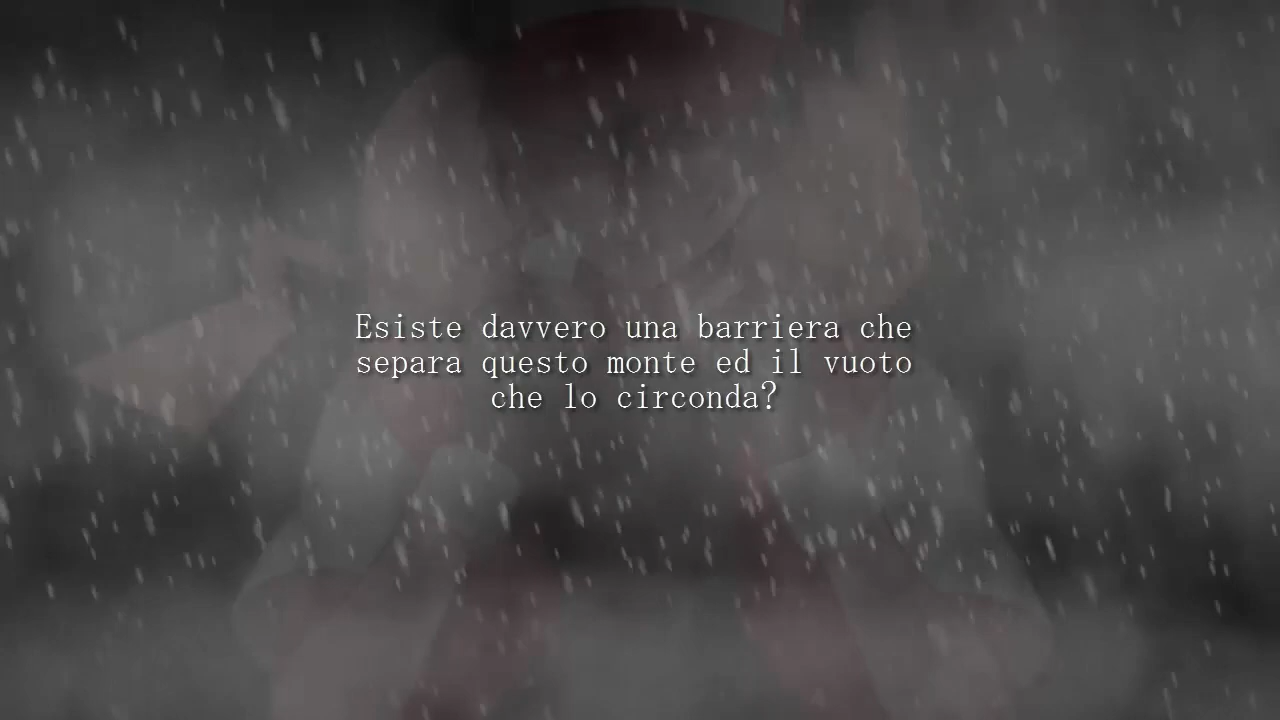 Esiste davvero una barriera che
separa questo monte ed il vuoto
che lo circonda?